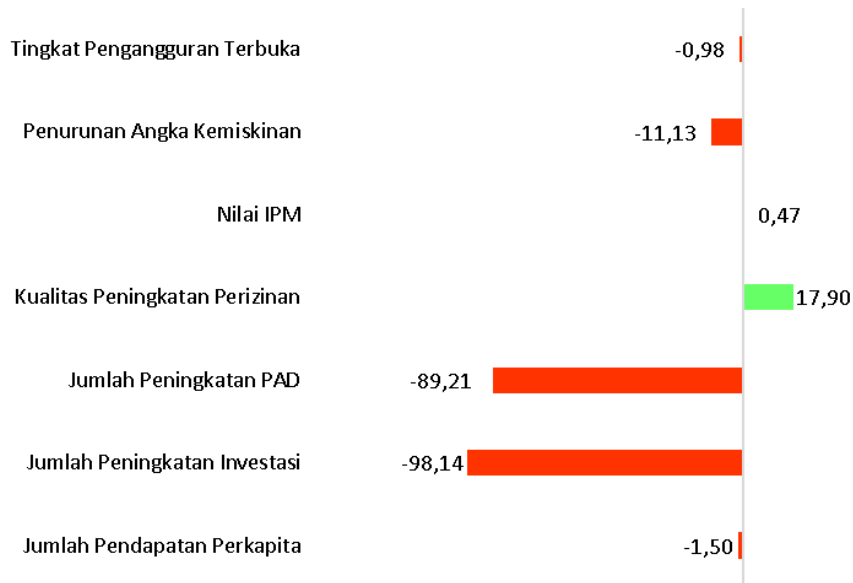 Tingkat Pengangguran Terbuka -0,98
Penurunan Angka Kemiskinan -11,13
Nilai IPM 0,47
Kualitas Peningkatan Perizinan 17,90
Jumlah Peningkatan PAD -89,21
Jumlah Peningkatan Investasi -98,14
Jumlah Pendapatan Perkapita -1,50